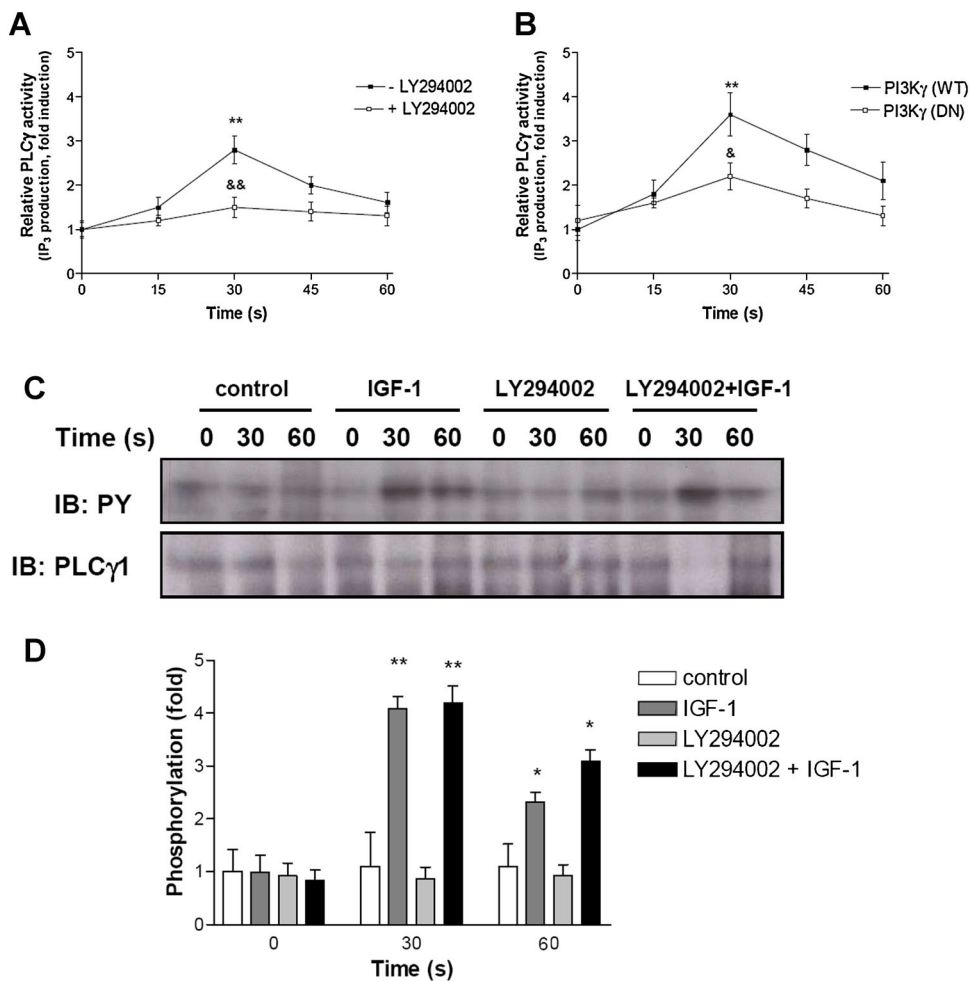 A
Relative PLCγ activity
(IP3 production, fold induction)
5
4
3
2
1
0
**
&&
- LY294002
+ LY294002
0 15 30 45 60
Time (s)
B
Relative PLCγ activity
(IP3 production, fold induction)
5
4
3
2
1
0
**
&
PI3Kγ (WT)
PI3Kγ (DN)
0 15 30 45 60
Time (s)
C
control IGF-1 LY294002 LY294002+IGF-1
Time (s) 0 30 60 0 30 60 0 30 60 0 30 60
IB: PY
IB: PLCγ1
D
Phosphorylation (fold)
5
4
3
2
1
0
** **
* *
control
IGF-1
LY294002
LY294002 + IGF-1
0 30 60
Time (s)